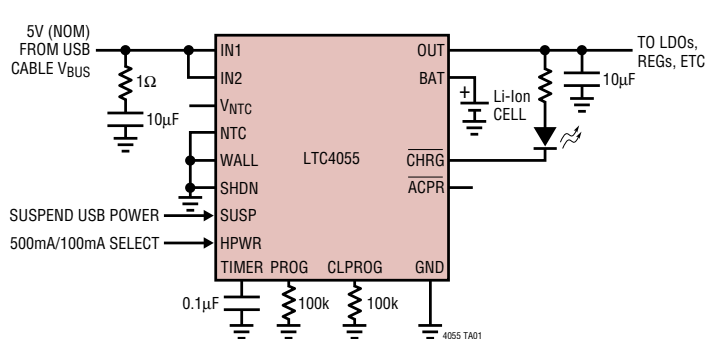 5V (NOM)
FROM USB
CABLE VBUS
1Ω
10µF
IN1
IN2
VNTC
NTC
WALL
SHDN
SUSP
HPWR
SUSPEND USB POWER
500mA/100mA SELECT
LTC4055
OUT
BAT
CHRG
ACPR
TIMER PROG CLPROG GND
0.1µF
100k
100k
+
Li-Ion
CELL
10µF
TO LDOs,
REGs, ETC
4055 TA01